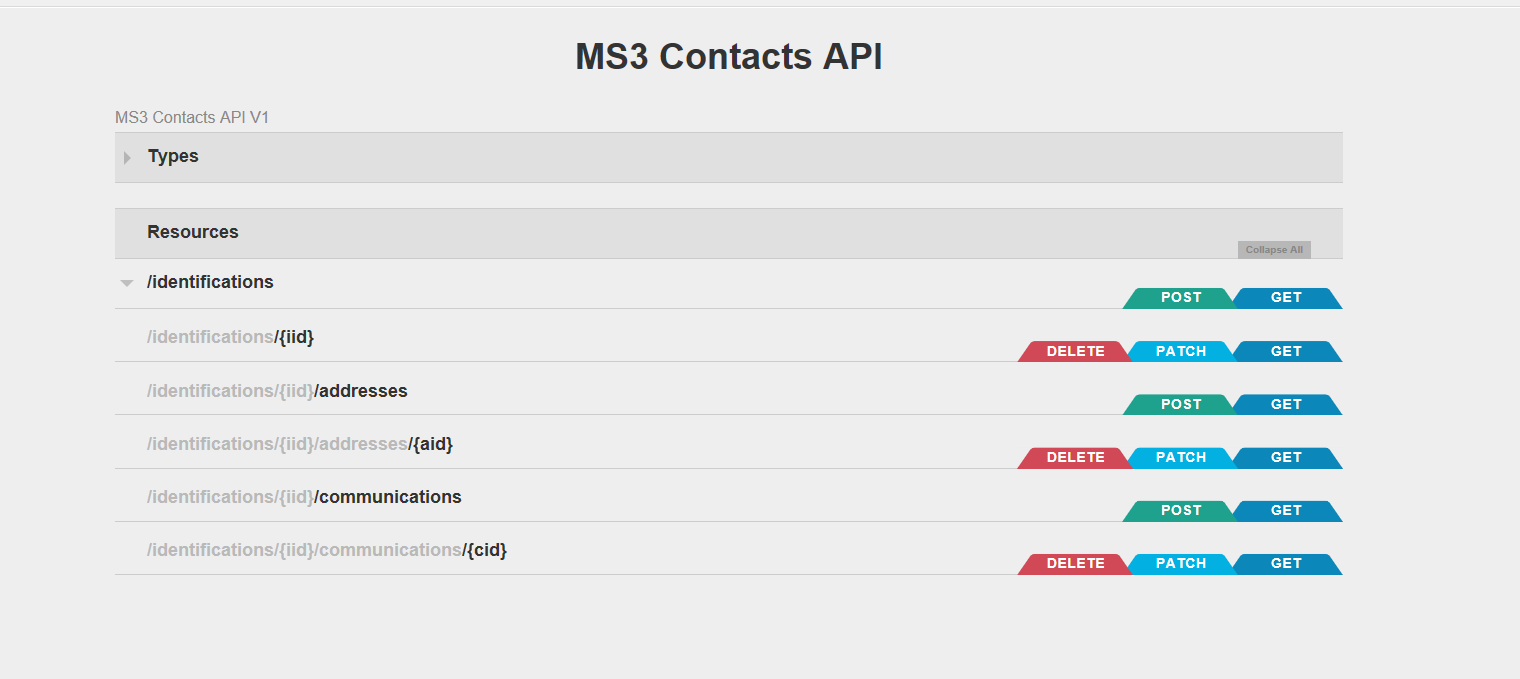 MS3 Contacts API
MS3 Contacts API V1
Types
Resources
Collapse All
/identifications
POST GET
/identifications/{iid}
DELETE PATCH GET
/identifications/{iid}/addresses
POST GET
/identifications/{iid}/addresses/{aid}
DELETE PATCH GET
/identifications/{iid}/communications
POST GET
/identifications/{iid}/communications/{cid}
DELETE PATCH GET